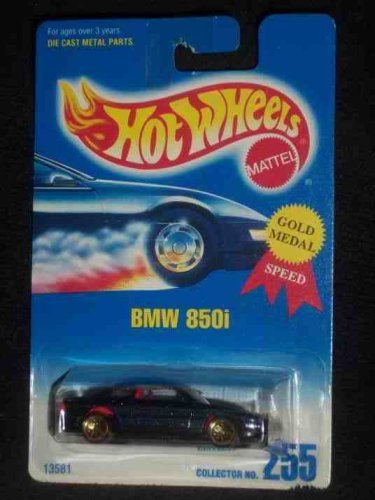 For ages over 3 years
DIE CAST METAL PARTS
HOT WHEELS
MATTEL
GOLD
MEDAL
SPEED
BMW 850i
13581
COLLECTOR NO. 255